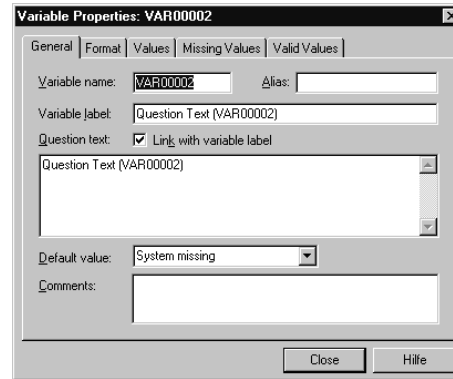 Variable Properties: VAR00002
General Format Values Missing Values Valid Values
Variable name: VAR00002 Alias:
Variable label: Question Text (VAR00002)
Question text: Link with variable label
Question Text (VAR00002)
Default value: System missing
Comments:
Close Hilfe